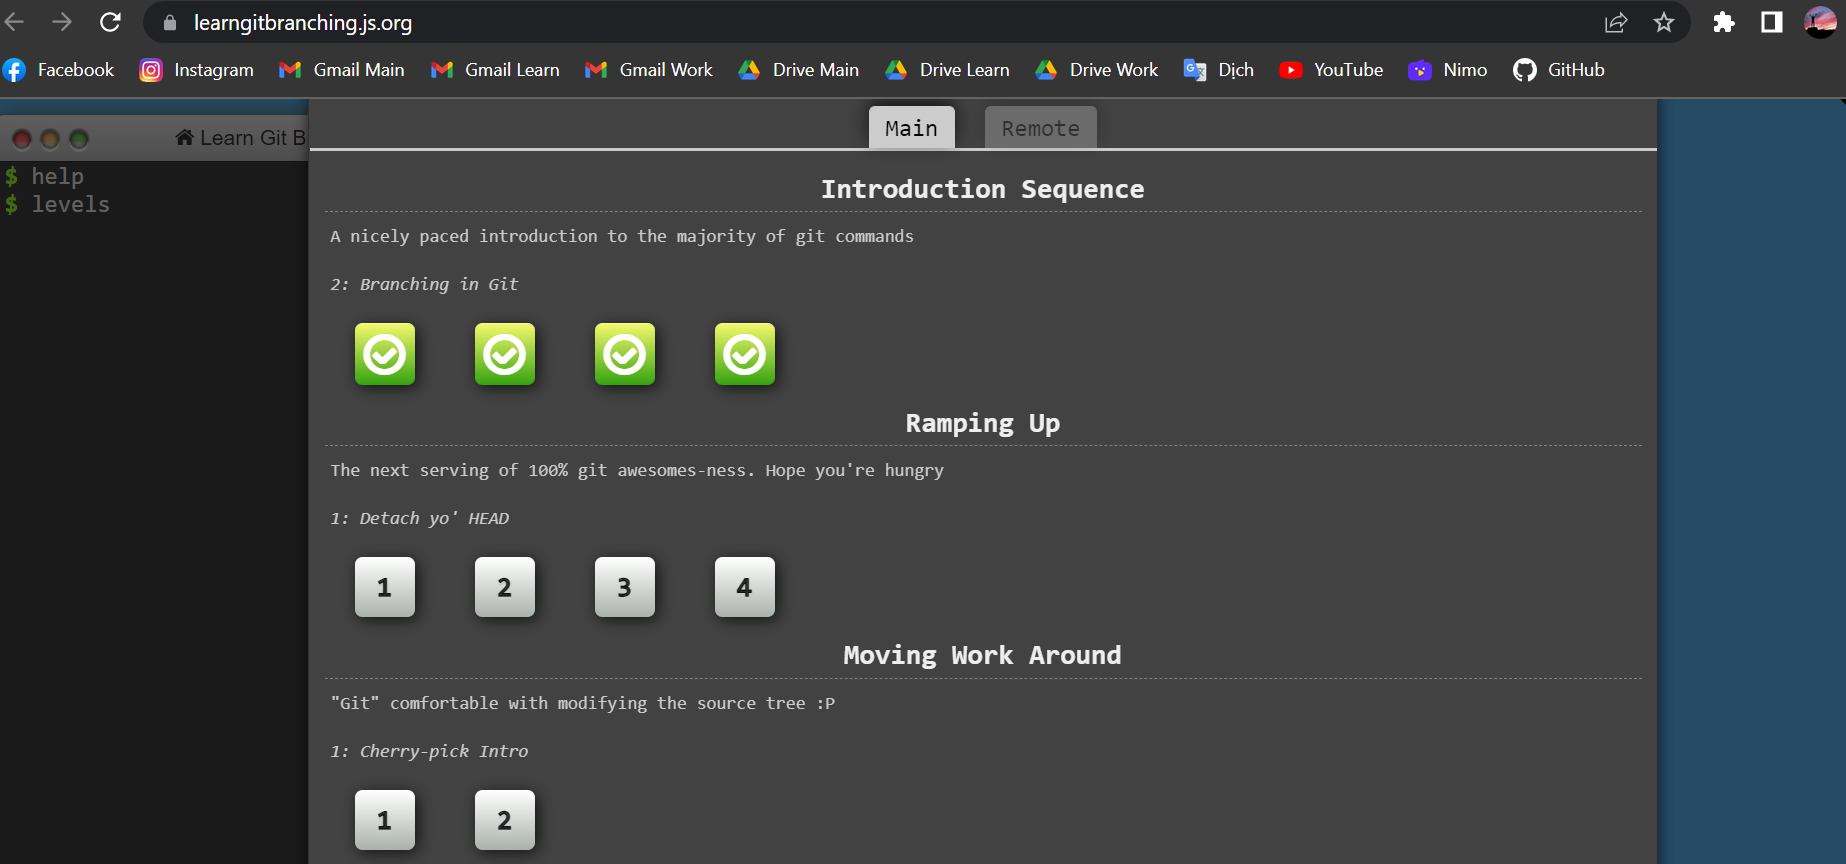 learngitbranching.js.org
Facebook Instagram Gmail Main Gmail Learn Gmail Work Drive Main Drive Learn Drive Work Dịch YouTube Nimo GitHub
Learn Git B
$ help
$ levels
Main Remote
Introduction Sequence
A nicely paced introduction to the majority of git commands
2: Branching in Git
Ramping Up
The next serving of 100% git awesomes-ness. Hope you're hungry
1: Detach yo' HEAD
1 2 3 4
Moving Work Around
"Git" comfortable with modifying the source tree :P
1: Cherry-pick Intro
1 2